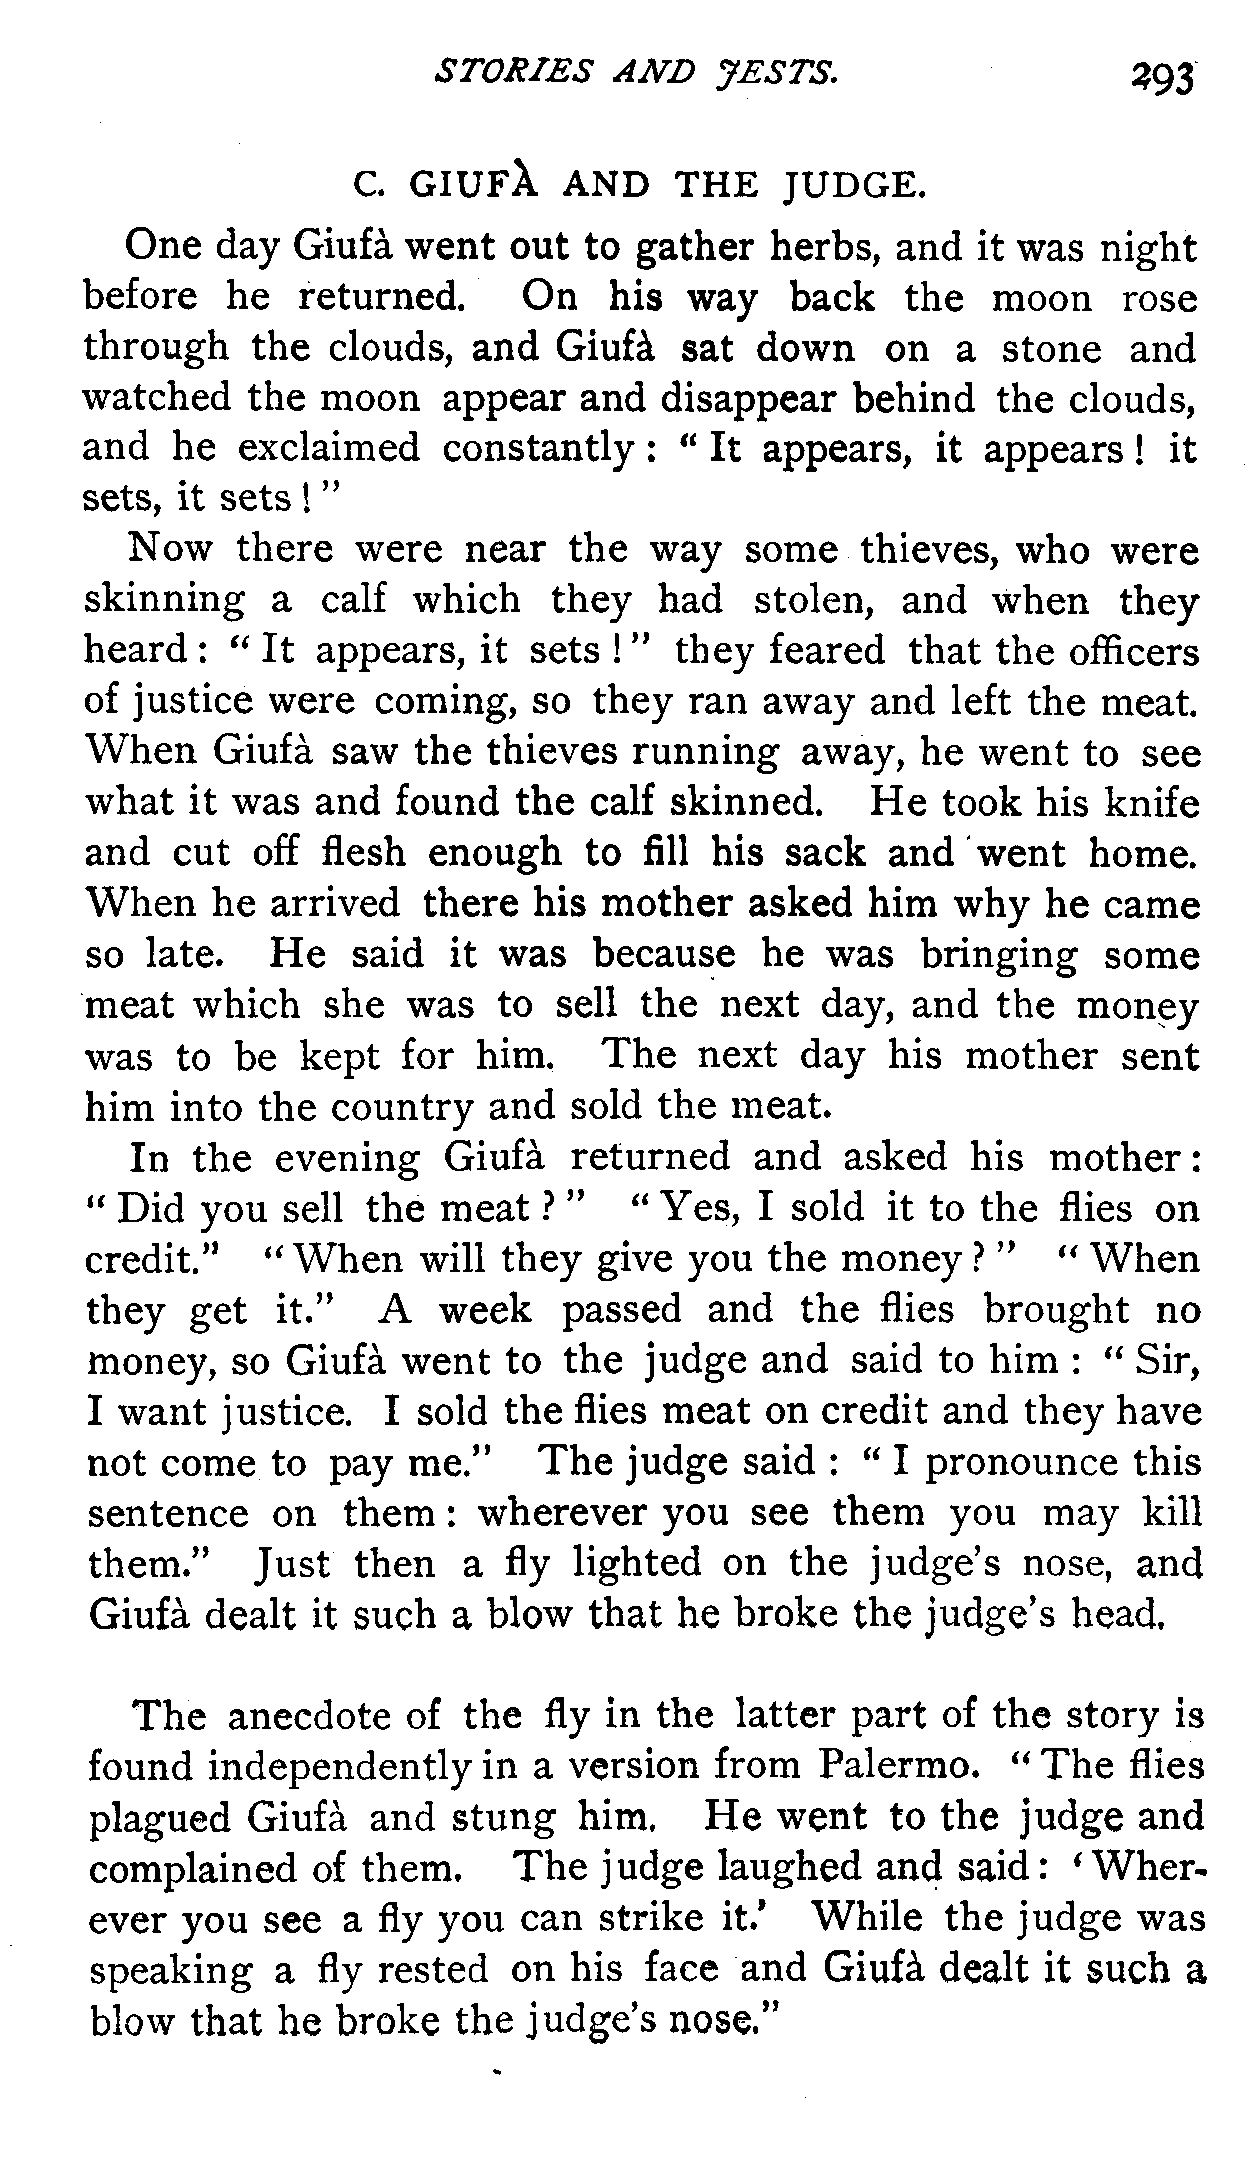 STORIES AND JESTS. 293
C. GIUFÀ AND THE JUDGE.
One day Giufà went out to gather herbs, and it was night
before he returned. On his way back the moon rose
through the clouds, and Giufà sat down on a stone and
watched the moon appear and disappear behind the clouds,
and he exclaimed constantly : " It appears, it appears ! it
sets, it sets ! "
Now there were near the way some thieves, who were
skinning a calf which they had stolen, and when they
heard : " It appears, it sets ! " they feared that the officers
of justice were coming, so they ran away and left the meat.
When Giufà saw the thieves running away, he went to see
what it was and found the calf skinned. He took his knife
and cut off flesh enough to fill his sack and went home.
When he arrived there his mother asked him why he came
so late. He said it was because he was bringing some
meat which she was to sell the next day, and the money
was to be kept for him. The next day his mother sent
him into the country and sold the meat.
In the evening Giufà returned and asked his mother :
" Did you sell the meat ? " " Yes, I sold it to the flies on
credit." " When will they give you the money ? " " When
they get it." A week passed and the flies brought no
money, so Giufà went to the judge and said to him : " Sir,
I want justice. I sold the flies meat on credit and they have
not come to pay me." The judge said : " I pronounce this
sentence on them : wherever you see them you may kill
them." Just then a fly lighted on the judge's nose, and
Giufà dealt it such a blow that he broke the judge's head.
The anecdote of the fly in the latter part of the story is
found independently in a version from Palermo. " The flies
plagued Giufà and stung him. He went to the judge and
complained of them. The judge laughed and said : ' Wher-
ever you see a fly you can strike it.' While the judge was
speaking a fly rested on his face and Giufà dealt it such a
blow that he broke the judge's nose."